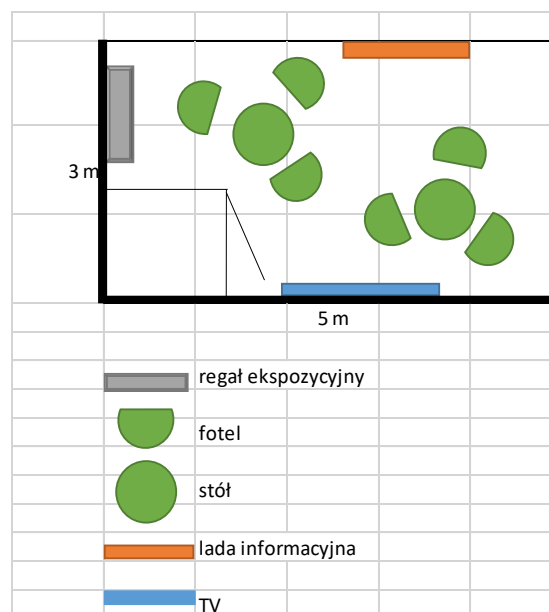 3 m
5 m
regał ekspozycyjny
fotel
stół
lada informacyjna
TV